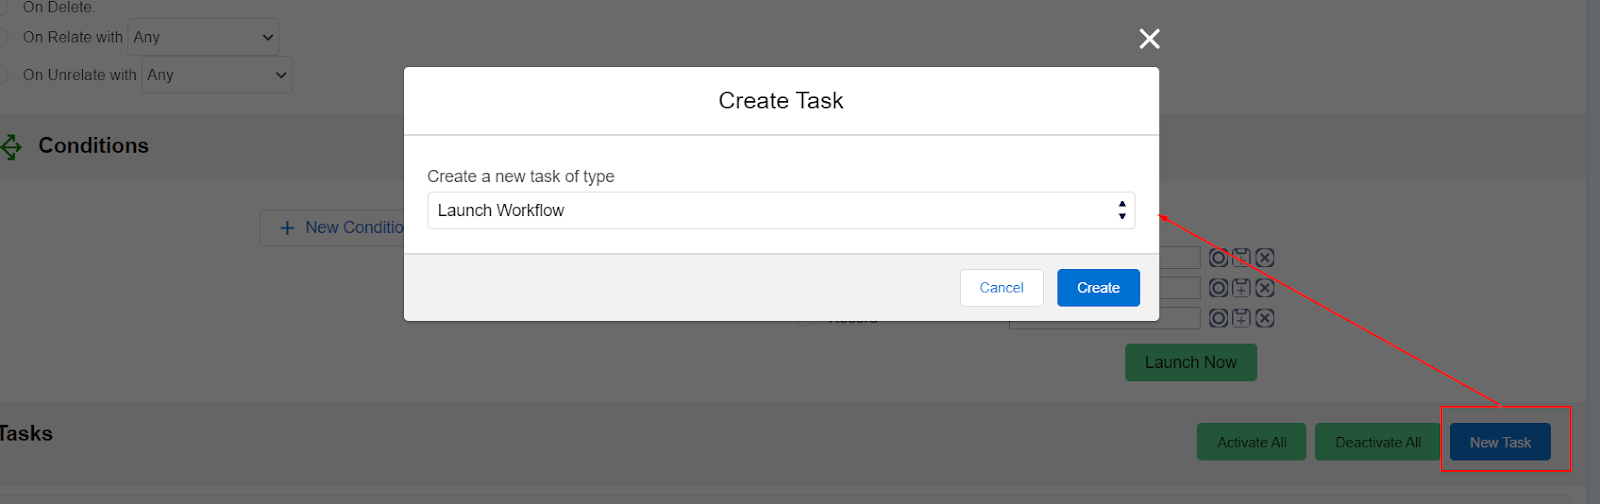 On Delete.
On Relate with Any
On Unrelate with Any
Create Task
Conditions
Create a new task of type
Launch Workflow
+ New Conditio
Cancel
Create
Launch Now
Tasks
Activate All
Deactivate All
New Task